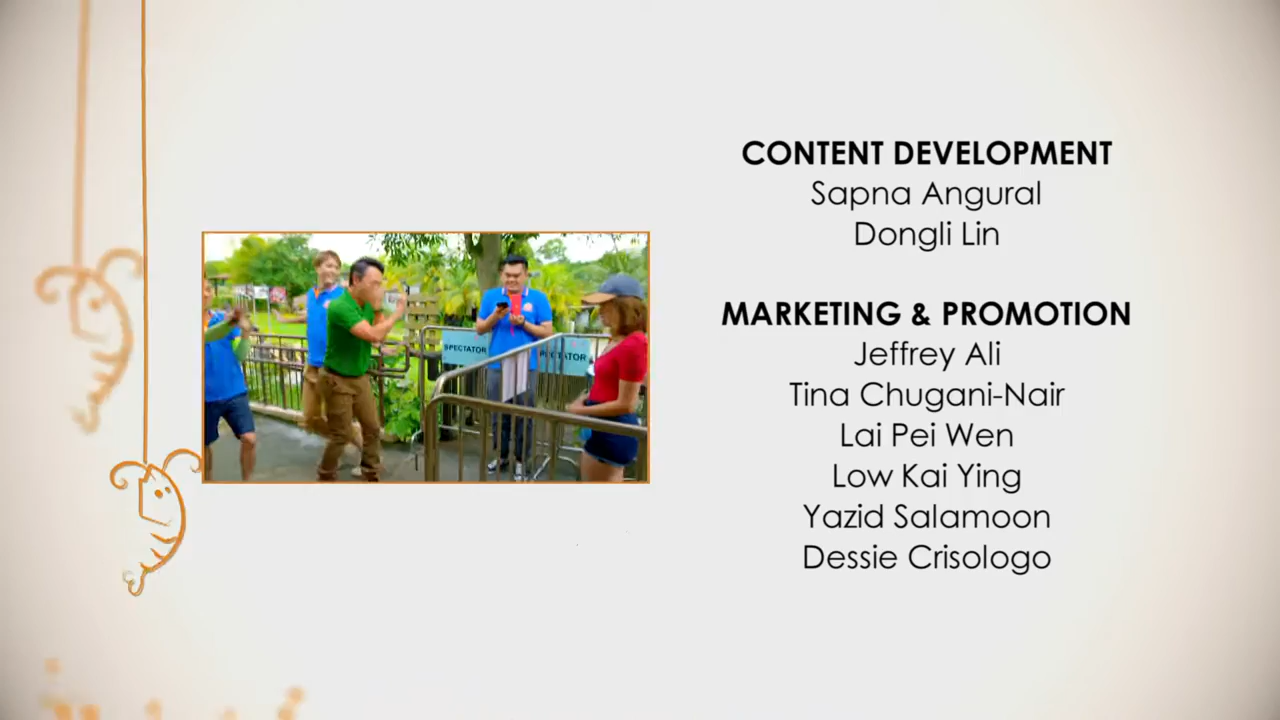 CONTENT DEVELOPMENT
Sapna Angural
Dongli Lin
MARKETING & PROMOTION
Jeffrey Ali
Tina Chugani-Nair
Lai Pei Wen
Low Kai Ying
Yazid Salamoon
Dessie Crisologo
SPECTATOR